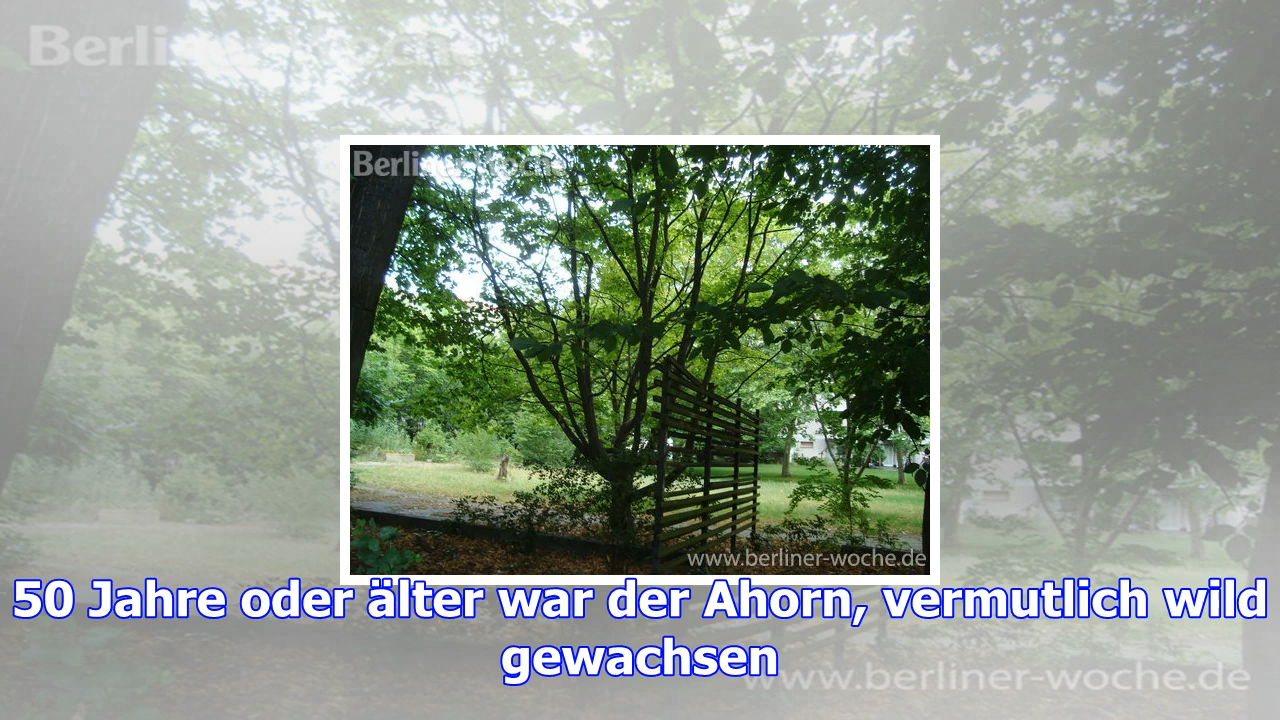 Berliner Woche
Berliner Woche
www.berliner-woche.de
50 Jahre oder älter war der Ahorn, vermutlich wild
gewachsen
www.berliner-woche.de